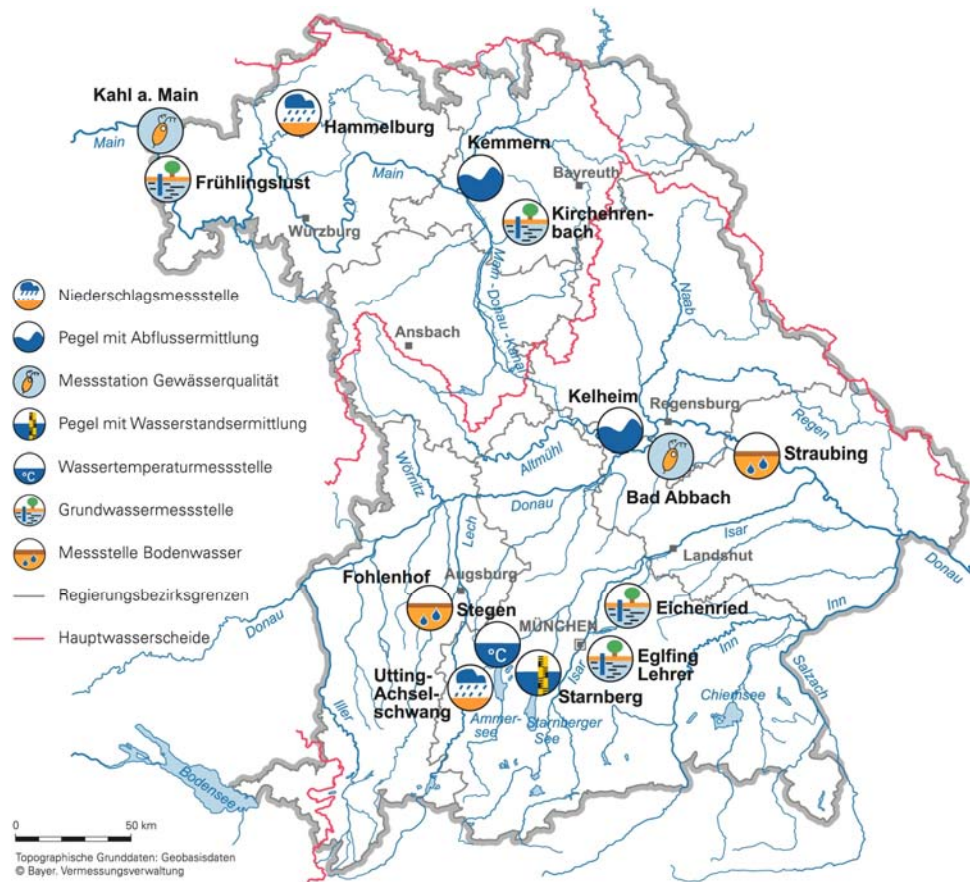 Kahl a. Main
Main
Hammelburg
Frühlingslust
Main
Würzburg
Kemmern
Bayreuth
Kirchehren-
bach
Main - Donau - Kanal
Naab
Ansbach
Niederschlagsmessstelle
Pegel mit Abflussermittlung
Messstation Gewässerqualität
Pegel mit Wasserstandsermittlung
°C
Wassertemperaturmessstelle
Grundwassermessstelle
Messstelle Bodenwasser
Regierungsbezirksgrenzen
Hauptwasserscheide
Kelheim
Regensburg
Regen
Straubing
Bad Abbach
Altmühl
Wörnitz
Donau
Lech
Isar
Landshut
Donau
Inn
Fohlenhof
Augsburg
Stegen
MÜNCHEN
Eichenried
Donau
°C
Eglfing
Lehrer
Inn
Salzach
Utting-
Achsel-
schwang
Starnberg
Isar
Chiemsee
Iller
Ammer-
see
Starnberger
See
Bodensee
0
50 km
Topographische Grunddaten: Geobasisdaten
© Bayer. Vermessungsverwaltung